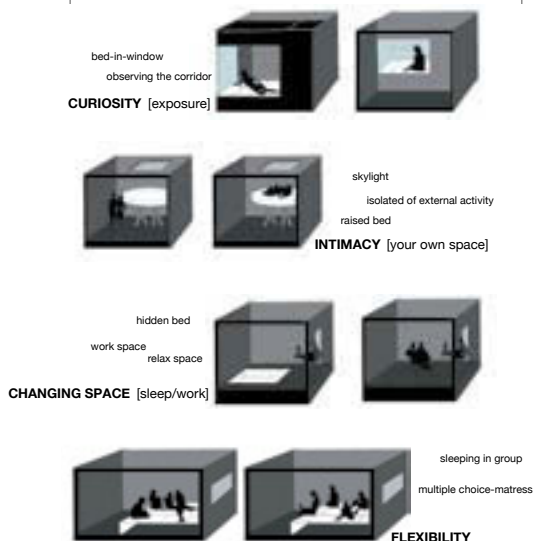 bed-in-window
observing the corridor
CURIOSITY [exposure]
skylight
isolated of external activity
raised bed
INTIMACY [your own space]
hidden bed
work space
relax space
CHANGING SPACE [sleep/work]
sleeping in group
multiple choice-matress
FLEXIBILITY